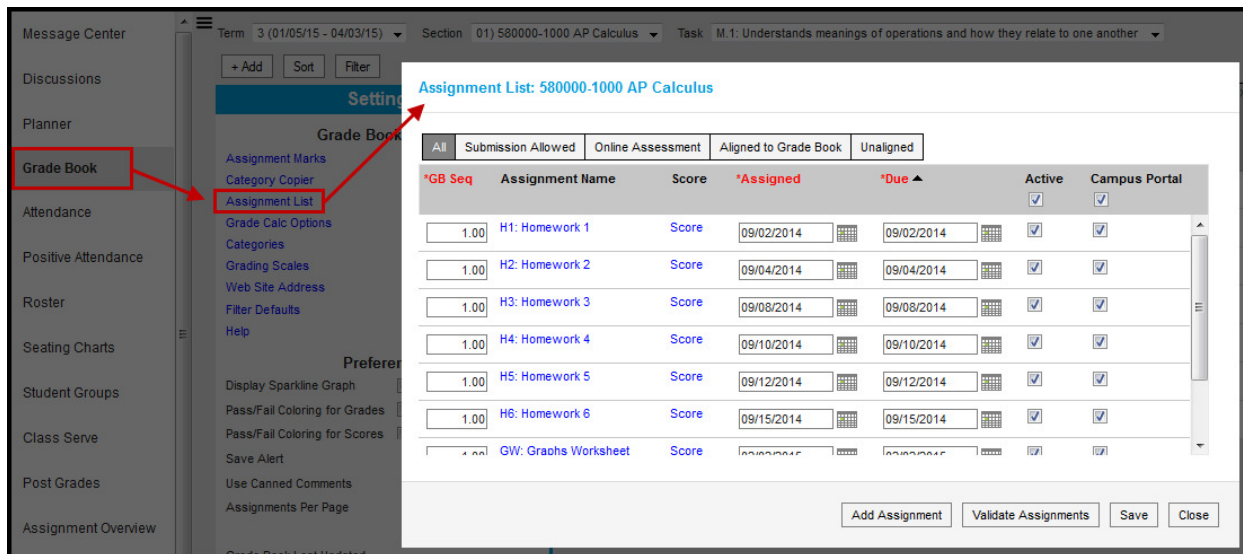 Message Center
Discussions
Planner
Grade Book
Attendance
Positive Attendance
Roster
Seating Charts
Student Groups
Class Serve
Post Grades
Assignment Overview
Term 3 (01/05/15 - 04/03/15) Section 01) 580000-1000 AP Calculus Task M.1: Understands meanings of operations and how they relate to one another
+ Add Sort Filter
Setting
Grade Book
Assignment Marks
Category Copier
Assignment List
Grade Calc Options
Categories
Grading Scales
Web Site Address
Filter Defaults
Help
Preferen
Display Sparkline Graph
Pass/Fail Coloring for Grades
Pass/Fail Coloring for Scores
Save Alert
Use Canned Comments
Assignments Per Page
Grade Book Last Updated
Assignment List: 580000-1000 AP Calculus
All Submission Allowed Online Assessment Aligned to Grade Book Unaligned
*GB Seq Assignment Name Score *Assigned *Due ▲ Active Campus Portal
1.00 H1: Homework 1 Score 09/02/2014 09/02/2014
1.00 H2: Homework 2 Score 09/04/2014 09/04/2014
1.00 H3: Homework 3 Score 09/08/2014 09/08/2014
1.00 H4: Homework 4 Score 09/10/2014 09/10/2014
1.00 H5: Homework 5 Score 09/12/2014 09/12/2014
1.00 H6: Homework 6 Score 09/15/2014 09/15/2014
GW: Graphs Worksheet Score
Add Assignment Validate Assignments Save Close